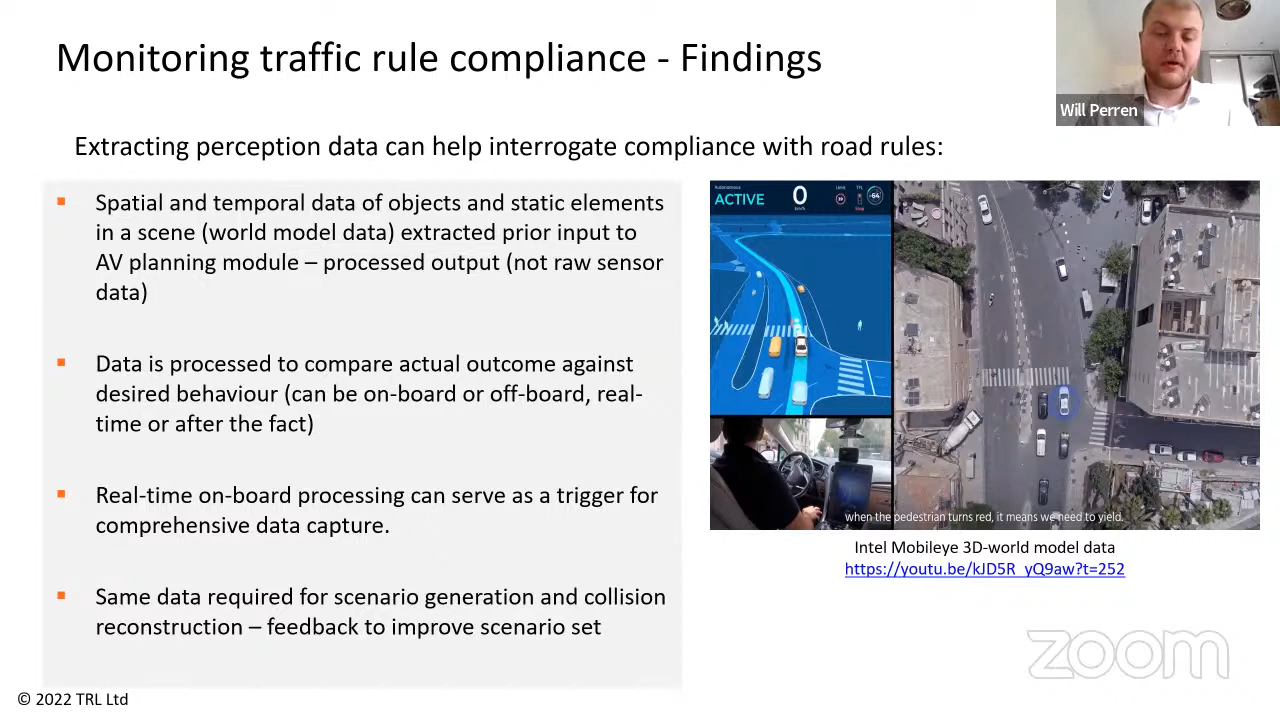 Monitoring traffic rule compliance - Findings
Will Perren
Extracting perception data can help interrogate compliance with road rules:
▪ Spatial and temporal data of objects and static elements
in a scene (world model data) extracted prior input to
AV planning module – processed output (not raw sensor
data)
▪ Data is processed to compare actual outcome against
desired behaviour (can be on-board or off-board, real-
time or after the fact)
▪ Real-time on-board processing can serve as a trigger for
comprehensive data capture.
▪ Same data required for scenario generation and collision
reconstruction – feedback to improve scenario set
Autonomous
ACTIVE
0
km/h
Limit
TFL
Stop
when the pedestrian turns red, it means we need to yield.
Intel Mobileye 3D-world model data
https://youtu.be/kJD5R_yQ9aw?t=252
zoom
© 2022 TRL Ltd